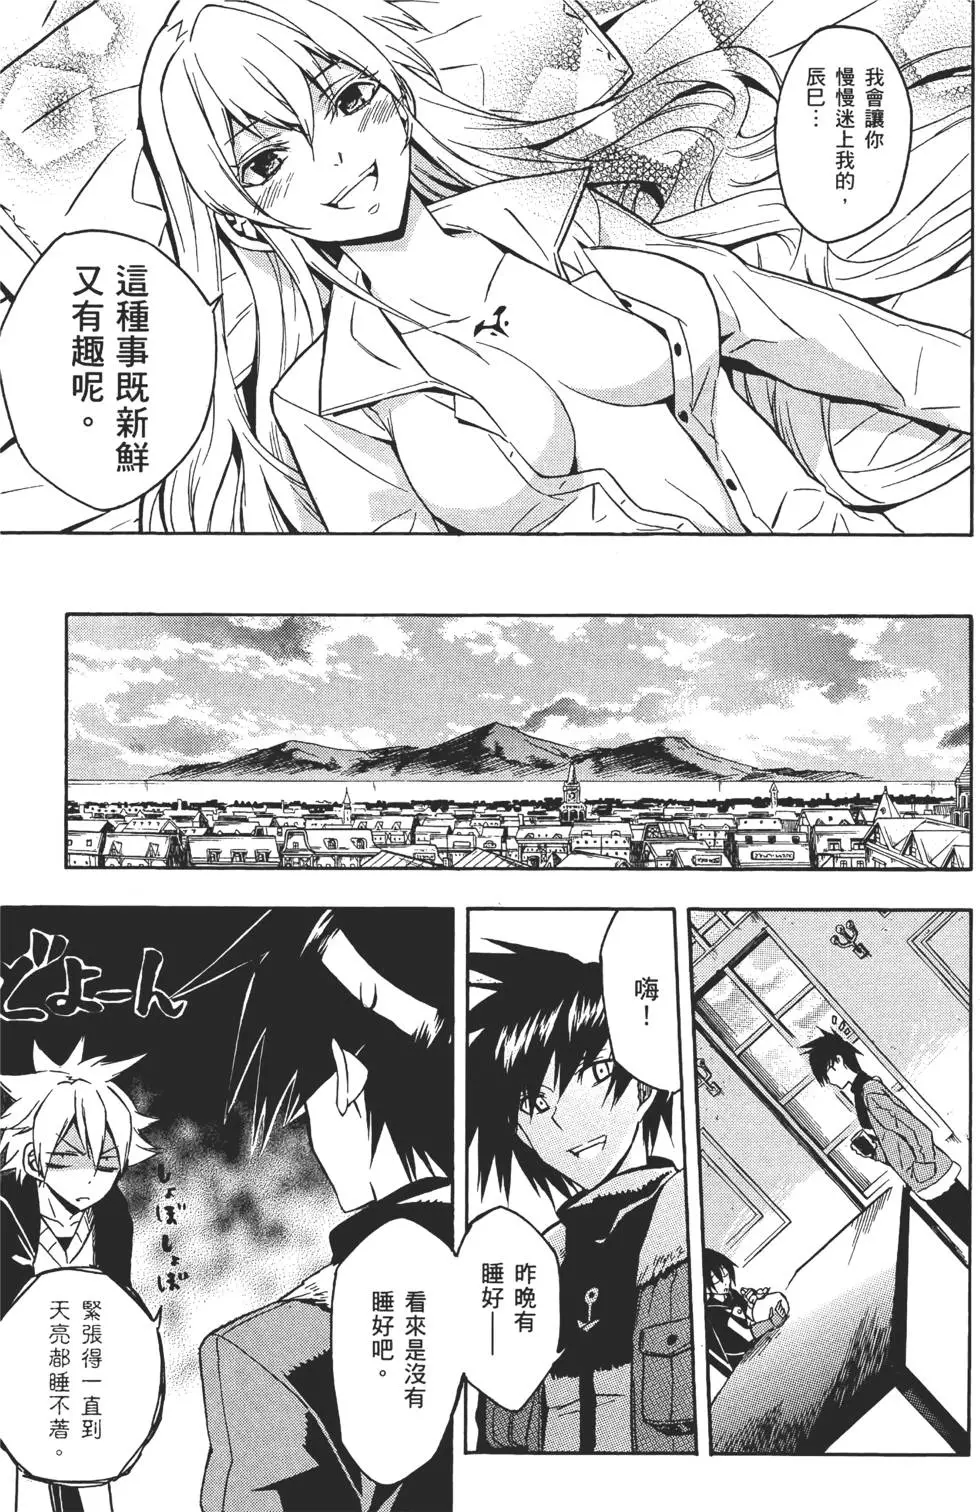 我會讓你
慢慢迷上我的，
辰巳…
這種事既新鮮
又有趣呢。
嗨！
昨晚有
睡好——
看來是沒有
睡好吧。
どよーん
しょぼしょぼ
緊張得一直到
天亮都睡不著。